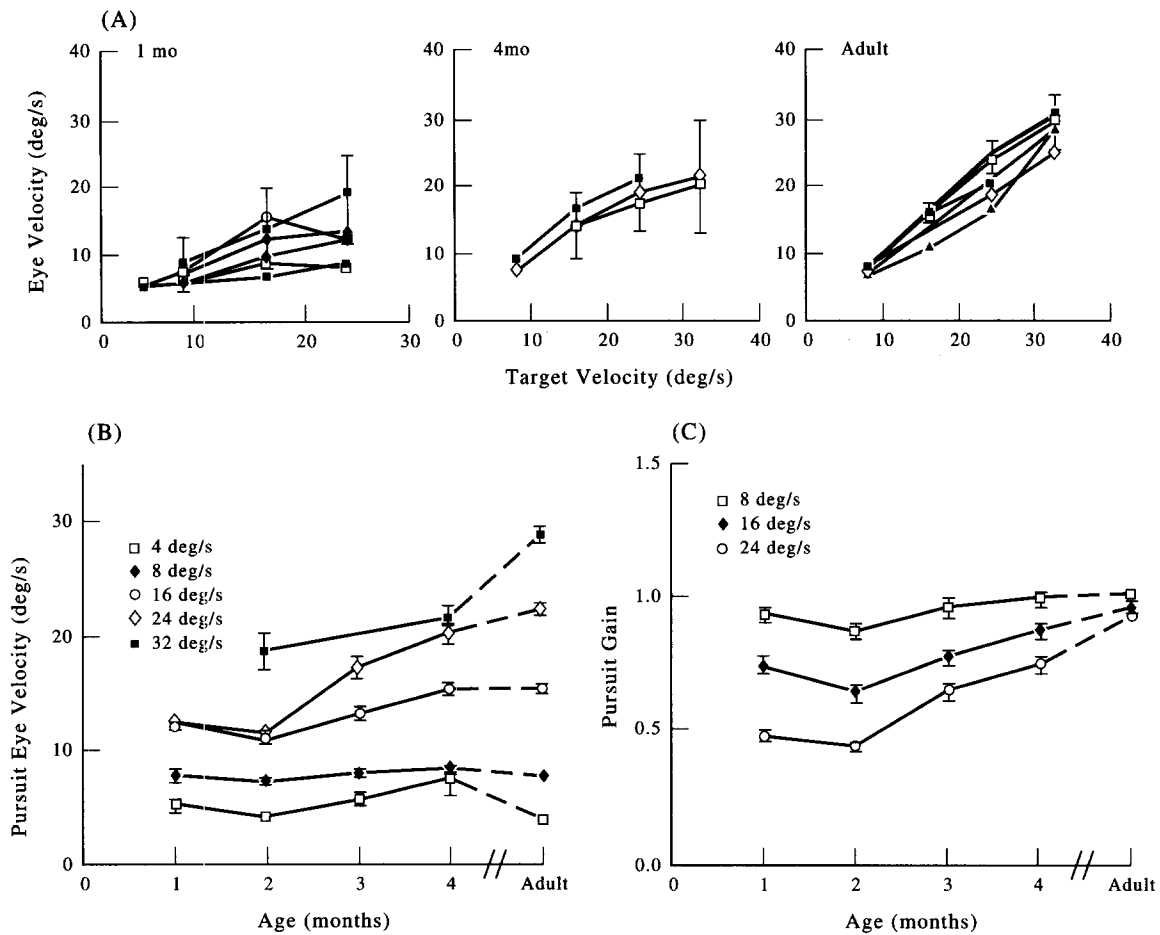 (A)
1 mo
4mo
Adult
Eye Velocity (deg/s)
40
30
20
10
0
0
10
20
30
40
30
20
10
0
0
10
20
30
40
40
30
20
10
0
0
10
20
30
40
Target Velocity (deg/s)
(B)
Pursuit Eye Velocity (deg/s)
30
20
10
0
4 deg/s
8 deg/s
16 deg/s
24 deg/s
32 deg/s
0
1
2
3
4
Adult
Age (months)
(C)
Pursuit Gain
1.5
1.0
0.5
0.0
8 deg/s
16 deg/s
24 deg/s
0
1
2
3
4
Adult
Age (months)